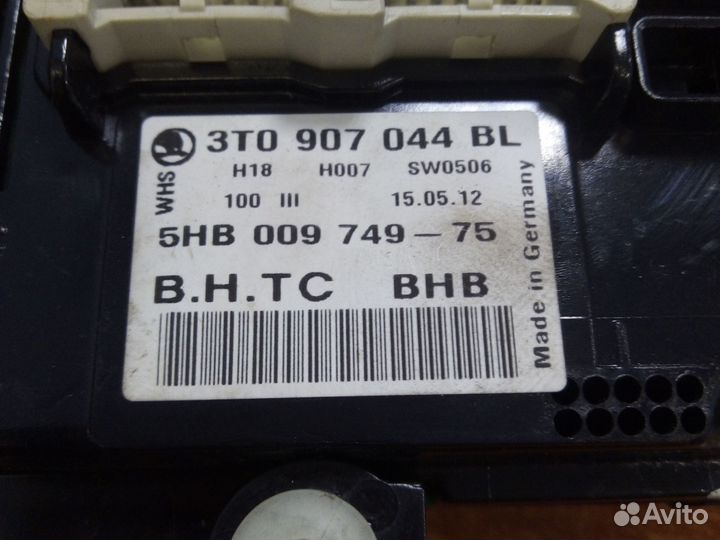 3T0 907 044 BL
H18 H007 SW0506
WHS
100 III 15.05.12
5HB 009 749-75
B.H.TC BHB
Made in Germany
Avito